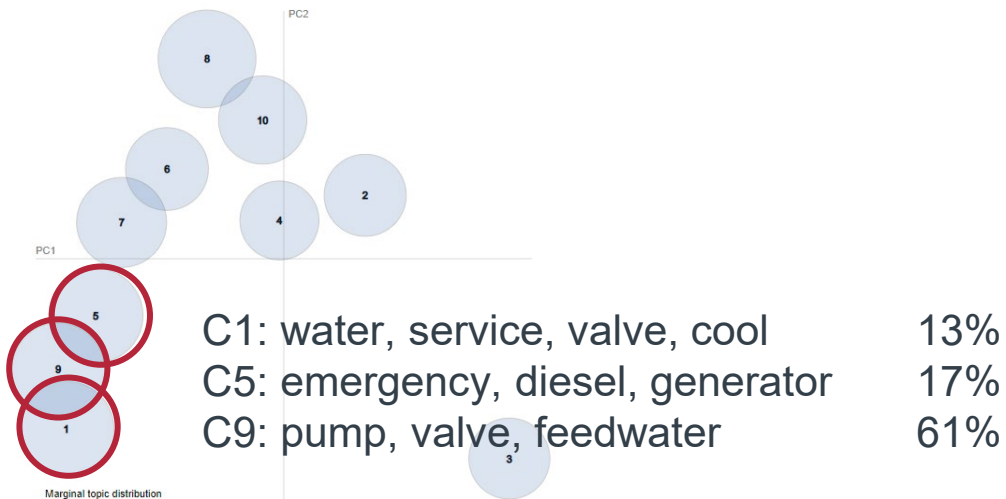 PC2
8
10
6
2
7
4
PC1
5
C1: water, service, valve, cool 13%
9
C5: emergency, diesel, generator 17%
1
C9: pump, valve, feedwater 61%
3
Marginal topic distribution